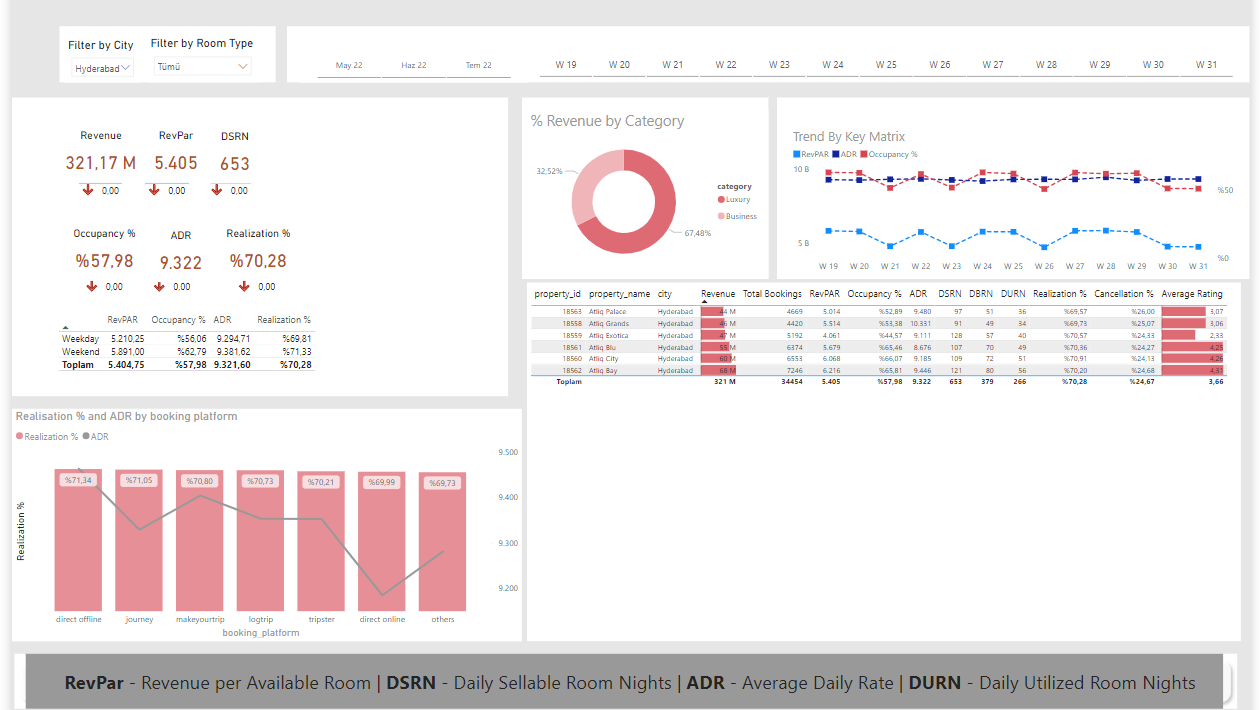 Filter by City
Filter by Room Type
Hyderabad
Tümü
May 22 Haz 22 Tem 22
W 19 W 20 W 21 W 22 W 23 W 24 W 25 W 26 W 27 W 28 W 29 W 30 W 31
Revenue RevPar DSRN
321,17 M 5.405 653
0,00 0,00 0,00
Occupancy % ADR Realization %
%57,98 9.322 %70,28
0,00 0,00 0,00
RevPAR Occupancy % ADR Realization %
Weekday 5.210,25 %56,06 9.294,71 %69,81
Weekend 5.891,00 %62,79 9.381,62 %71,33
Toplam 5.404,75 %57,98 9.321,60 %70,28
% Revenue by Category
32,52%
67,48%
category
Luxury
Business
Trend By Key Matrix
RevPAR ADR Occupancy %
10 B
%50
5 B
%0
W 19 W 20 W 21 W 22 W 23 W 24 W 25 W 26 W 27 W 28 W 29 W 30 W 31
property_id property_name city Revenue Total Bookings RevPAR Occupancy % ADR DSRN DBRN DURN Realization % Cancellation % Average Rating
18563 Atliq Palace Hyderabad 44 M 4669 5.014 %52,89 9.480 97 51 36 %69,57 %26,00 3,07
18558 Atliq Grands Hyderabad 46 M 4420 5.514 %53,38 10.331 91 49 34 %69,73 %25,07 3,06
18559 Atliq Exotica Hyderabad 47 M 5192 4.061 %44,57 9.111 128 57 40 %70,57 %24,33 2,33
18561 Atliq Blu Hyderabad 55 M 6374 5.679 %65,46 8.676 107 70 49 %70,36 %24,27 4,25
18560 Atliq City Hyderabad 60 M 6553 6.068 %66,07 9.185 109 72 51 %70,91 %24,13 4,26
18562 Atliq Bay Hyderabad 68 M 7246 6.216 %65,81 9.446 121 80 56 %70,20 %24,68 4,31
Toplam 321 M 34454 5.405 %57,98 9.322 653 379 266 %70,28 %24,67 3,66
Realisation % and ADR by booking platform
Realization % ADR
9.500
9.400
9.300
9.200
Realization %
%71,34 %71,05 %70,80 %70,73 %70,21 %69,99 %69,73
direct offline journey makeyourtrip logtrip tripster direct online others
booking_platform
RevPar - Revenue per Available Room | DSRN - Daily Sellable Room Nights | ADR - Average Daily Rate | DURN - Daily Utilized Room Nights